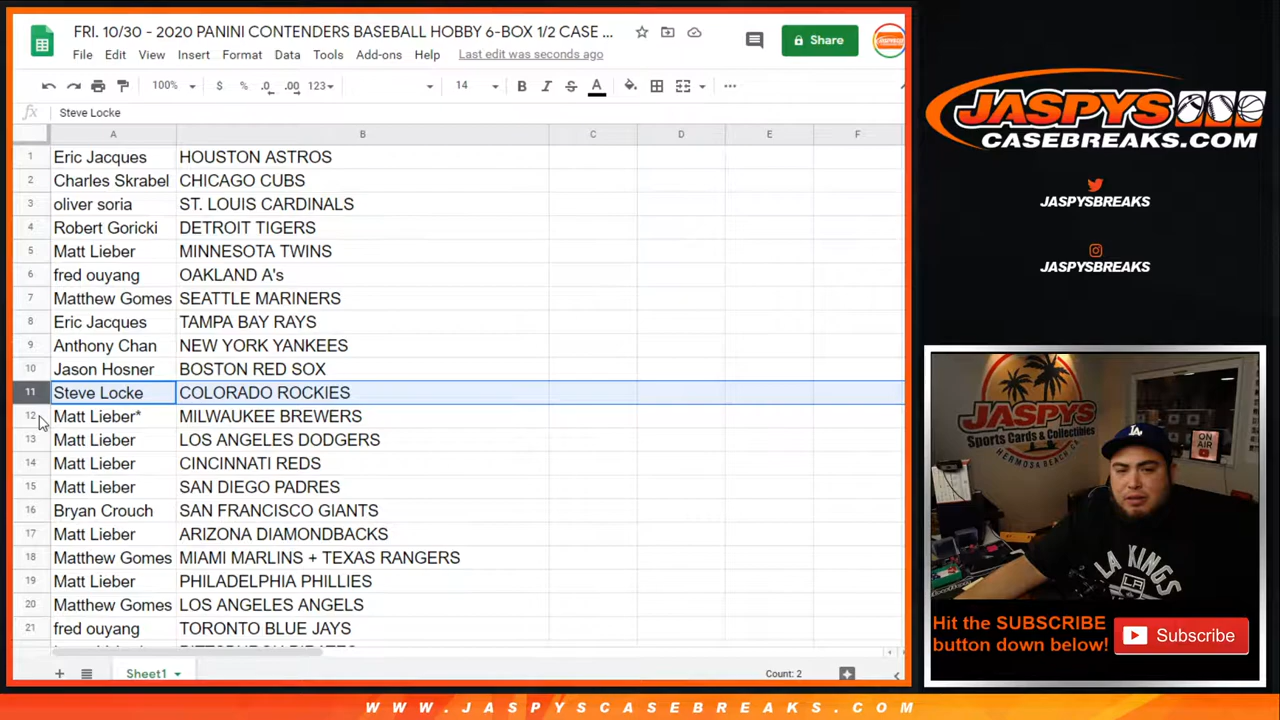 FRI. 10/30 - 2020 PANINI CONTENDERS BASEBALL HOBBY 6-BOX 1/2 CASE ...
File Edit View Insert Format Data Tools Add-ons Help Last edit was seconds ago
Share
100% $ % .0 .00 123 14 B I S A ...
fx Steve Locke
A B C D E F
1 Eric Jacques HOUSTON ASTROS
2 Charles Skrabel CHICAGO CUBS
3 oliver soria ST. LOUIS CARDINALS
4 Robert Goricki DETROIT TIGERS
5 Matt Lieber MINNESOTA TWINS
6 fred ouyang OAKLAND A's
7 Matthew Gomes SEATTLE MARINERS
8 Eric Jacques TAMPA BAY RAYS
9 Anthony Chan NEW YORK YANKEES
10 Jason Hosner BOSTON RED SOX
11 Steve Locke COLORADO ROCKIES
12 Matt Lieber* MILWAUKEE BREWERS
13 Matt Lieber LOS ANGELES DODGERS
14 Matt Lieber CINCINNATI REDS
15 Matt Lieber SAN DIEGO PADRES
16 Bryan Crouch SAN FRANCISCO GIANTS
17 Matt Lieber ARIZONA DIAMONDBACKS
18 Matthew Gomes MIAMI MARLINS + TEXAS RANGERS
19 Matt Lieber PHILADELPHIA PHILLIES
20 Matthew Gomes LOS ANGELES ANGELS
21 fred ouyang TORONTO BLUE JAYS
PITTSBURGH PIRATES
Sheet1
Count: 2
JASPYS
CASEBREAKS.COM
JASPYSBREAKS
JASPYSBREAKS
JASPYS
Sports Cards & Collectibles
HERMOSA BEACH, CA
ON AIR
LA
LA KINGS
LA
Hit the SUBSCRIBE
button down below!
Subscribe
WWW.JASPYSCASEBREAKS.COM